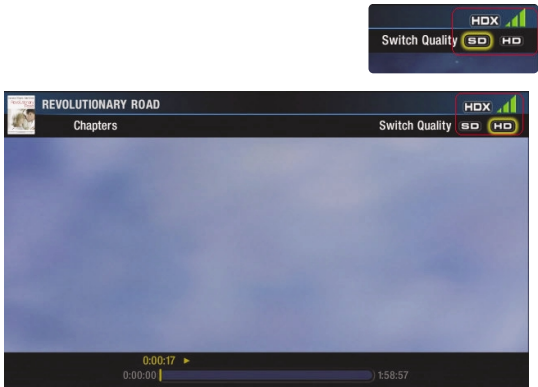 HDX
Switch Quality SD HD
REVOLUTIONARY ROAD HDX
Chapters Switch Quality SD HD
0:00:17
0:00:00 1:58:57